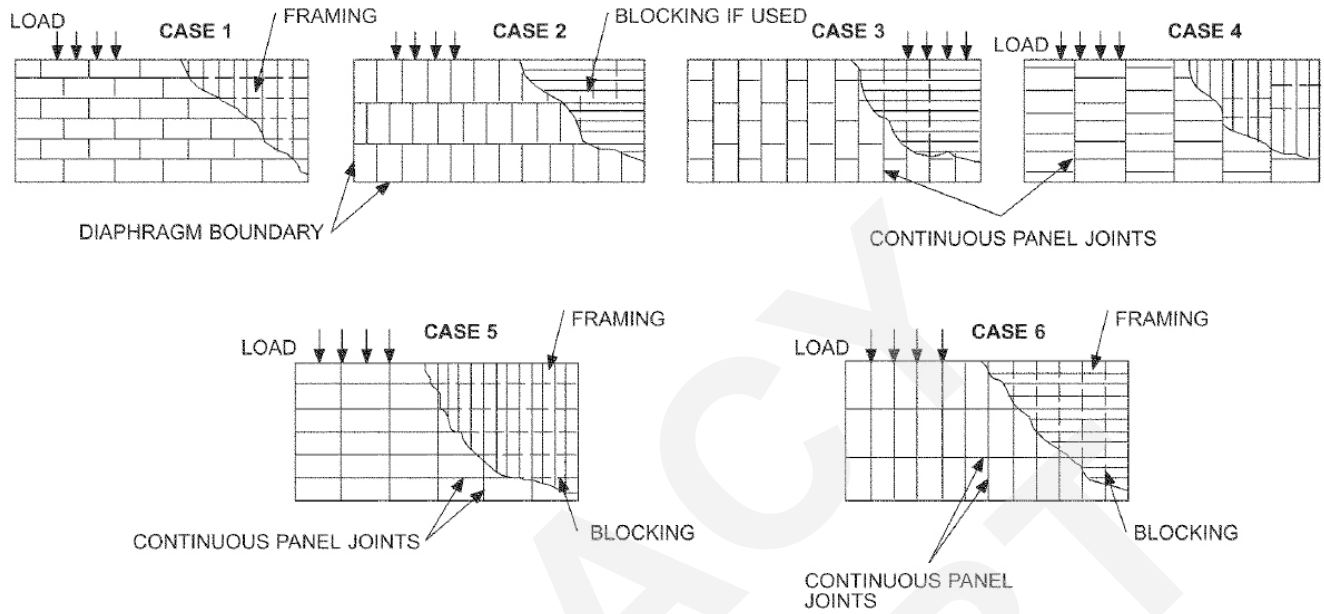 LOAD
CASE 1
FRAMING
CASE 2
BLOCKING IF USED
CASE 3
LOAD
CASE 4
DIAPHRAGM BOUNDARY
CONTINUOUS PANEL JOINTS
LOAD
CASE 5
FRAMING
CONTINUOUS PANEL JOINTS
BLOCKING
LOAD
CASE 6
FRAMING
BLOCKING
CONTINUOUS PANEL
JOINTS